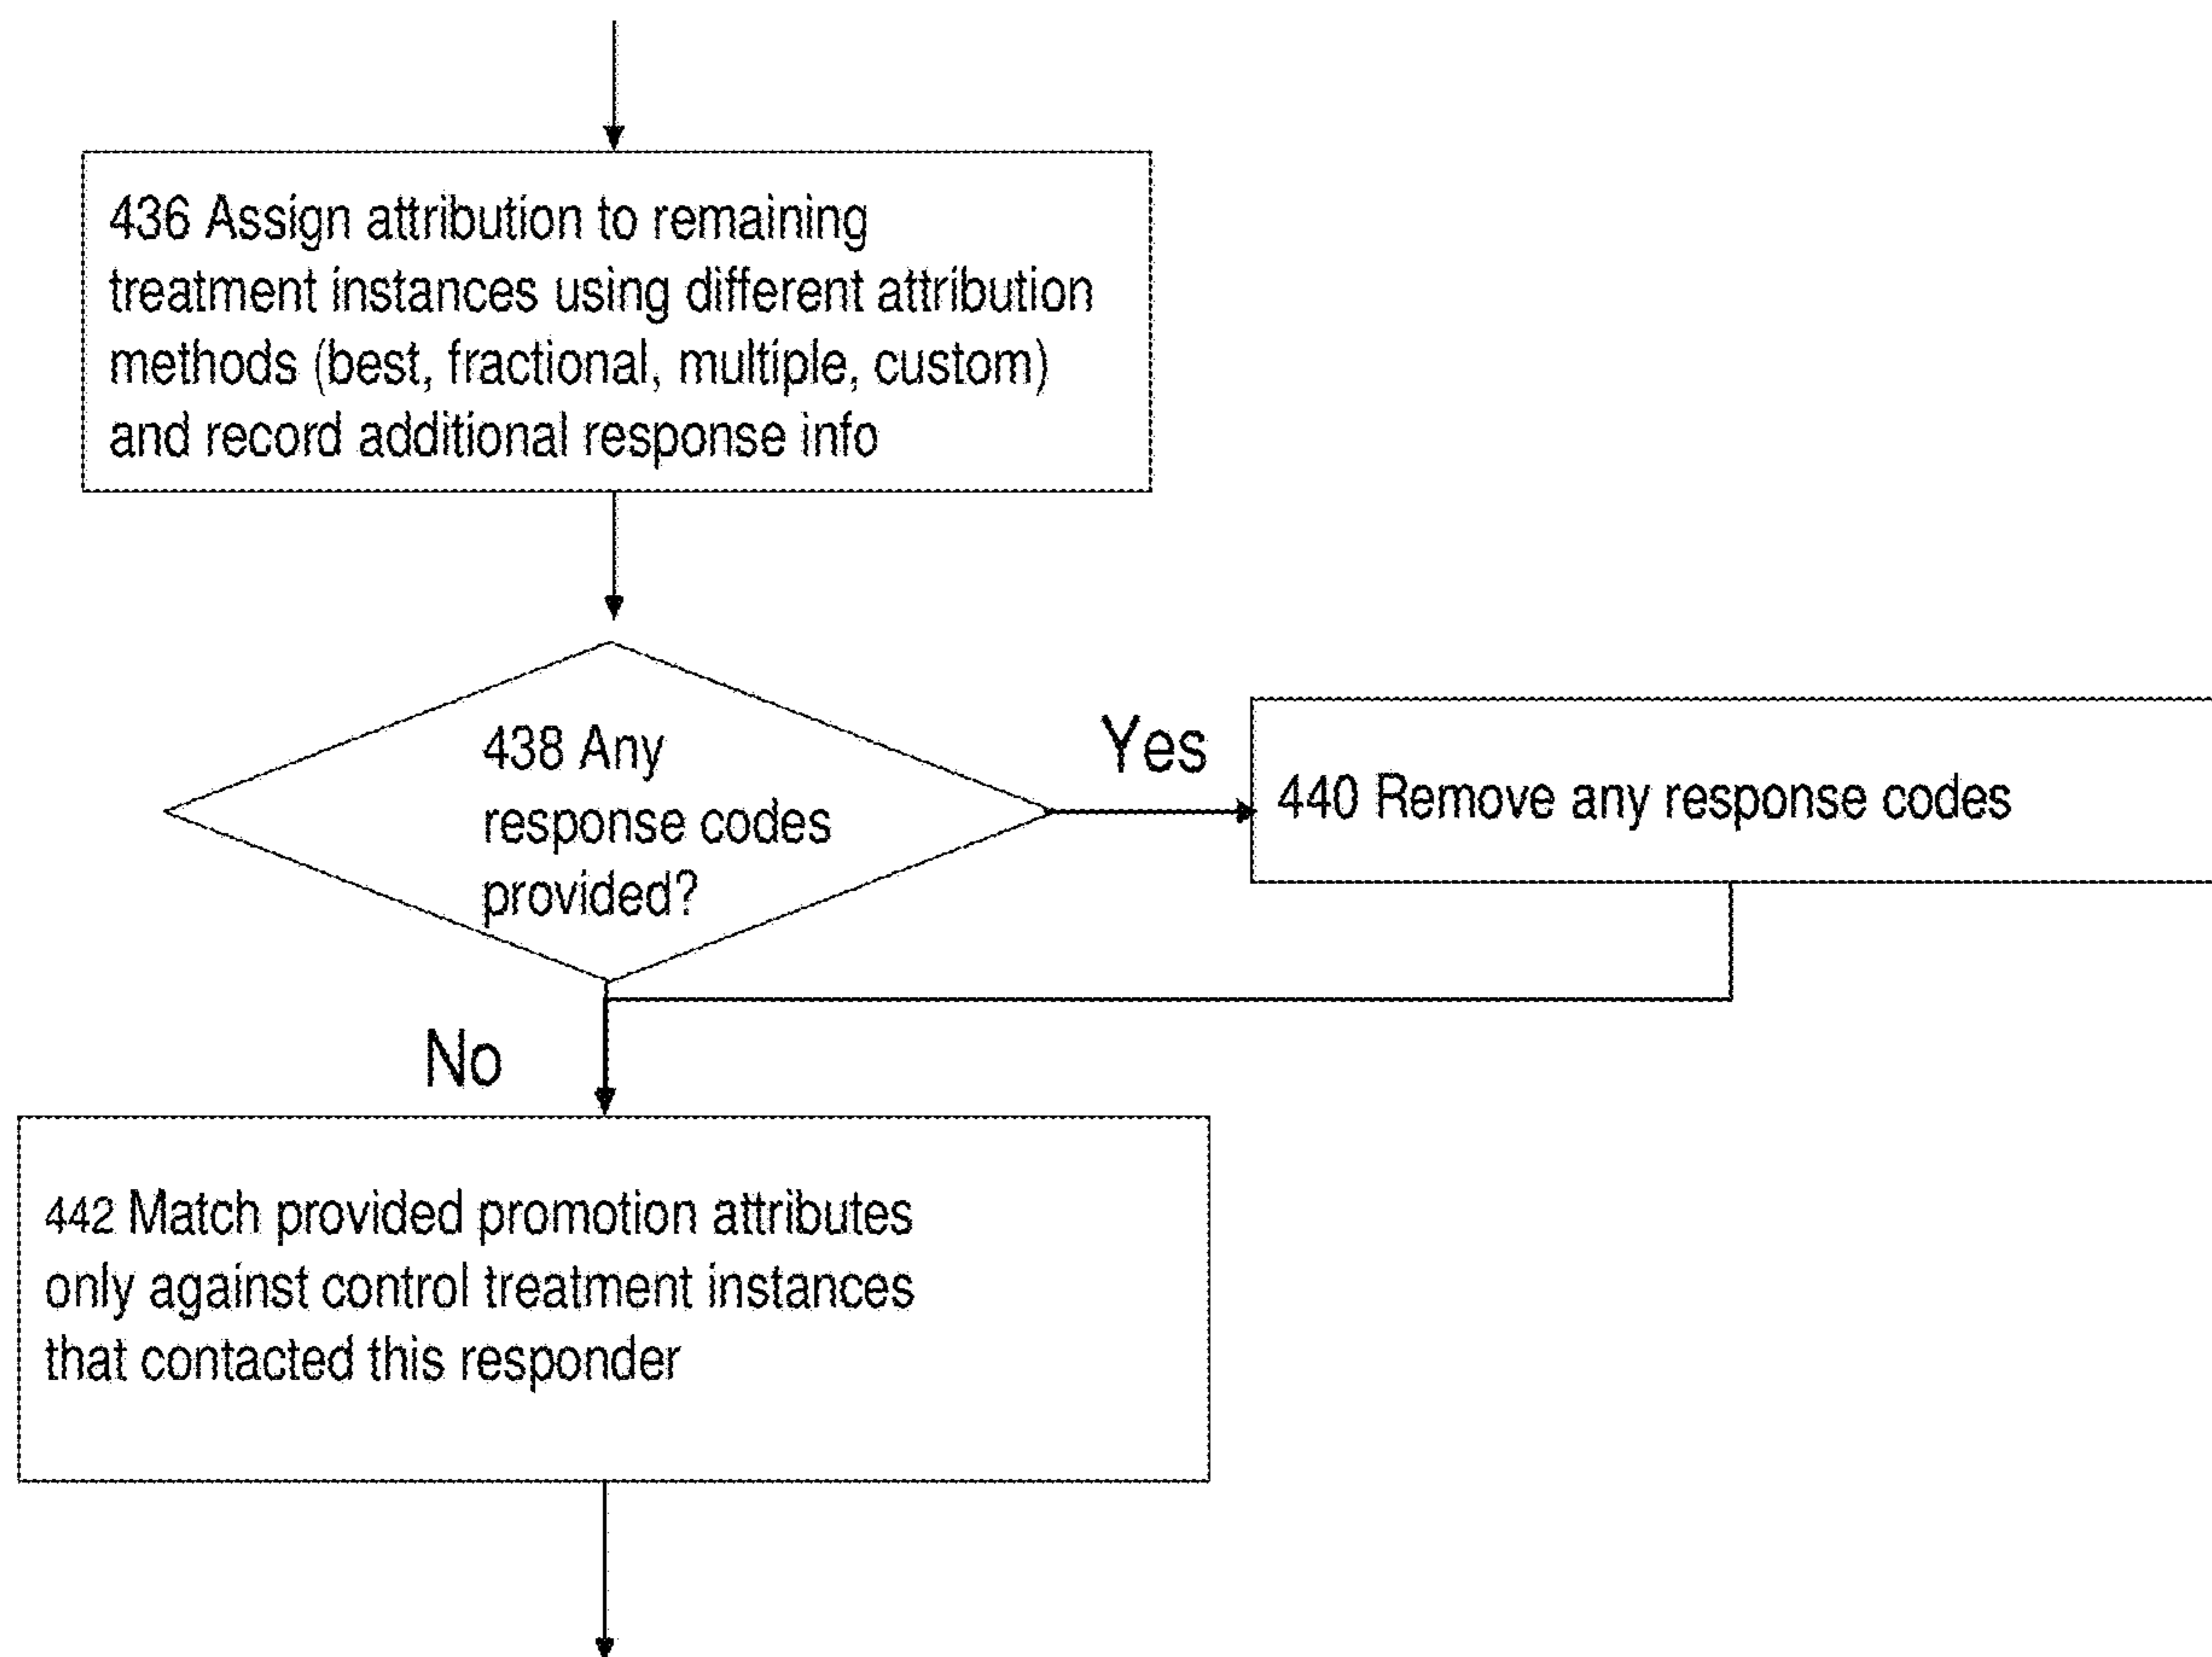 436 Assign attribution to remaining
treatment instances using different attribution
methods (best, fractional, multiple, custom)
and record additional response info
438 Any
response codes
provided?
Yes
440 Remove any response codes
No
442 Match provided promotion attributes
only against control treatment instances
that contacted this responder